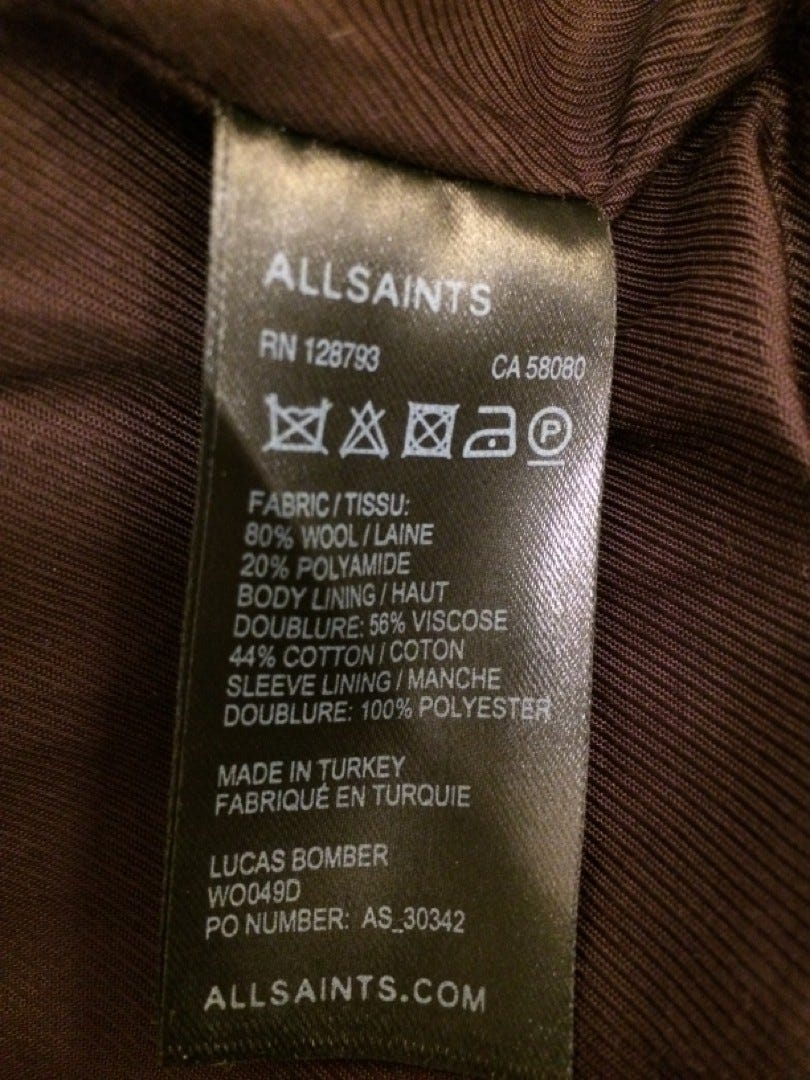 ALLSAINTS
RN 128793 CA 58080
P
FABRIC / TISSU:
80% WOOL / LAINE
20% POLYAMIDE
BODY LINING / HAUT
DOUBLURE: 56% VISCOSE
44% COTTON / COTON
SLEEVE LINING / MANCHE
DOUBLURE: 100% POLYESTER
MADE IN TURKEY
FABRIQUÉ EN TURQUIE
LUCAS BOMBER
WO049D
PO NUMBER: AS_30342
ALLSAINTS.COM